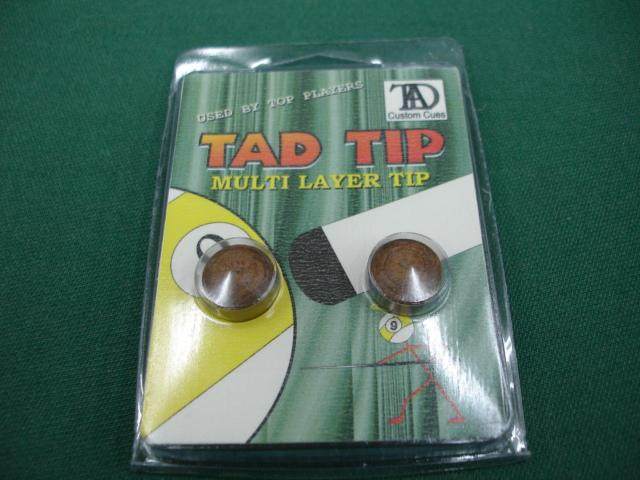 USED BY TOP PLAYERS
TAD
Custom Cues
TAD TIP
MULTI LAYER TIP
9